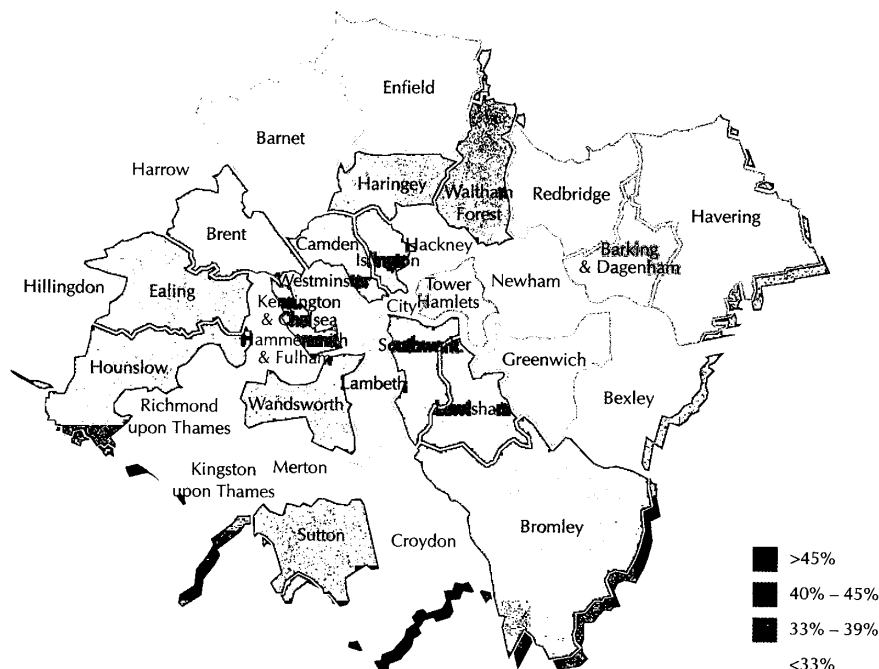 Enfield
Barnet
Harrow
Haringey
Waltham
Forest
Redbridge
Havering
Brent
Camden
Hackney
Islington
Barking
& Dagenham
Hillingdon
Ealing
Westminster
Kensington
& Chelsea
City
Tower
Hamlets
Newham
Hammersmith
& Fulham
Southwark
Greenwich
Hounslow
Lambeth
Lewisham
Bexley
Richmond
upon Thames
Wandsworth
Kingston
upon Thames
Merton
Sutton
Croydon
Bromley
>45%
40% – 45%
33% – 39%
<33%